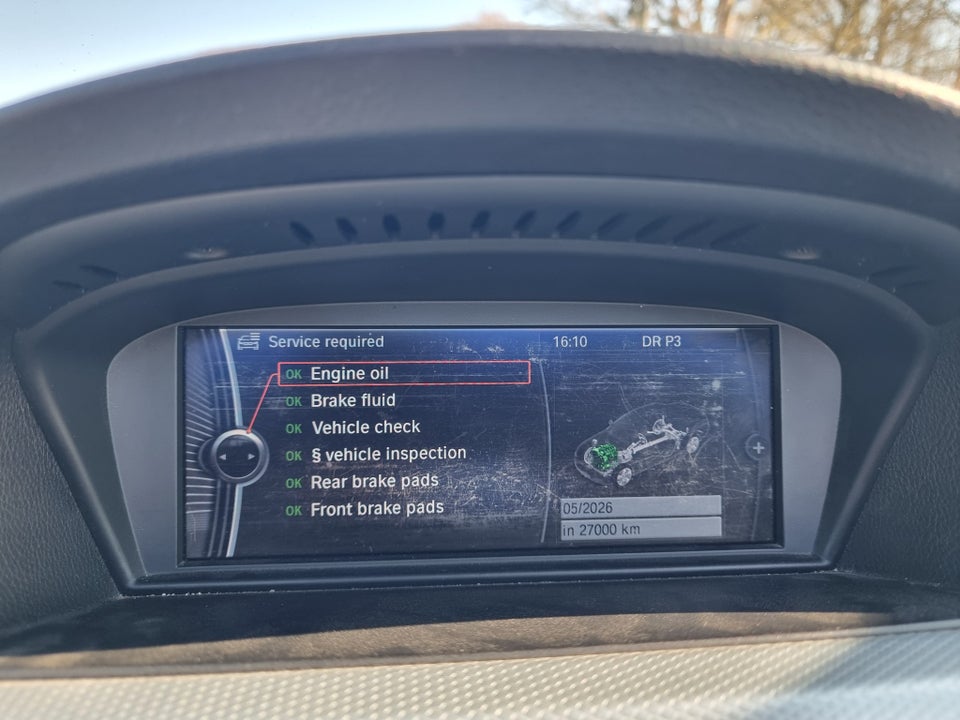 Service required 16:10 DR P3
OK Engine oil
OK Brake fluid
OK Vehicle check
OK § vehicle inspection
OK Rear brake pads
OK Front brake pads
05/2026
in 27000 km